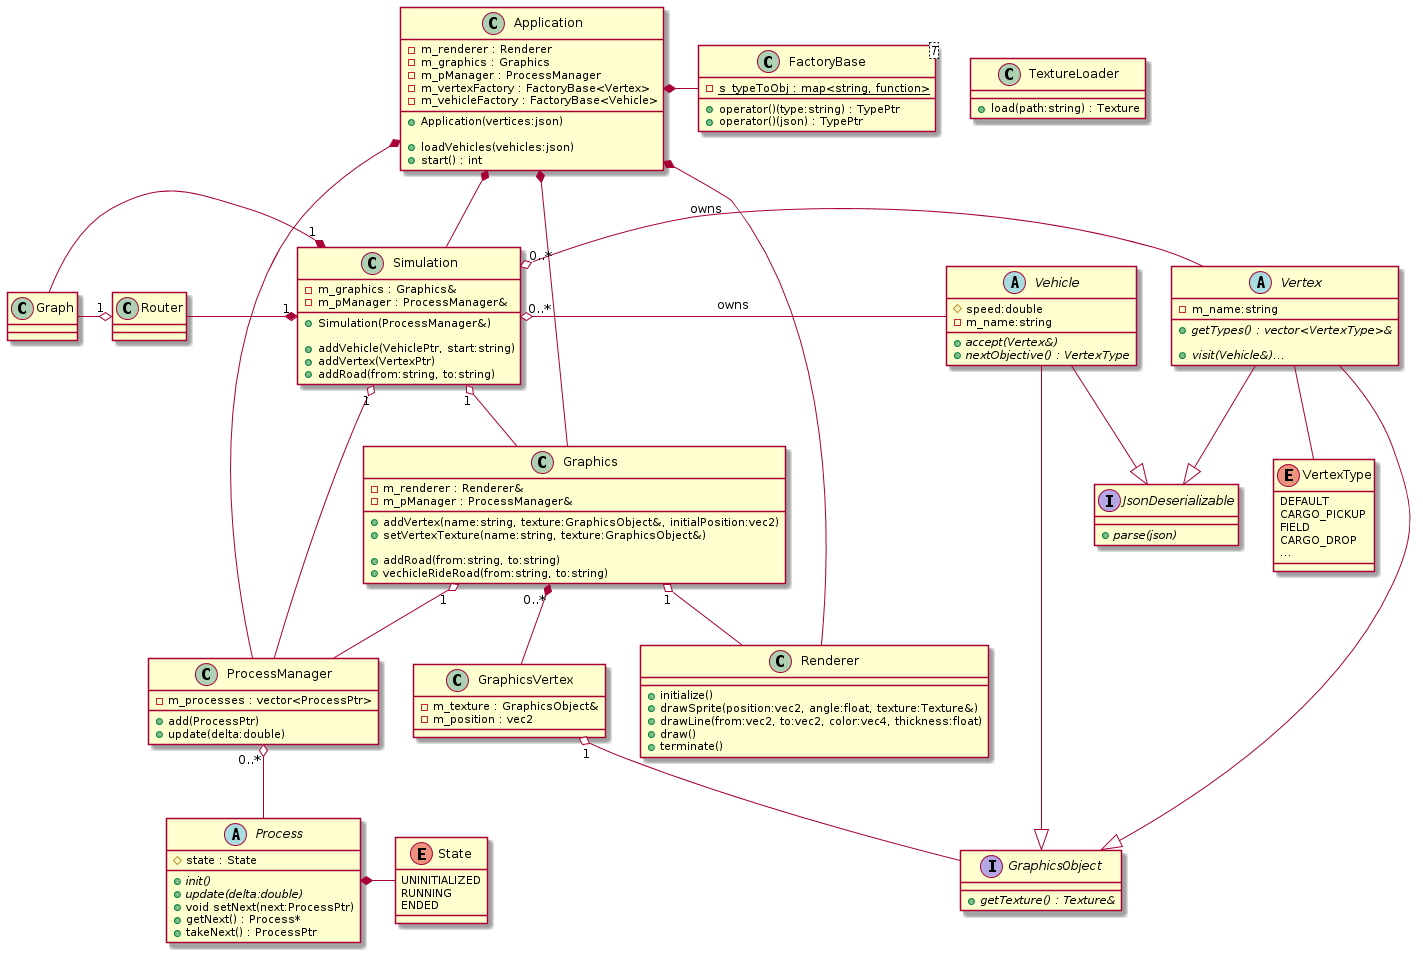 C Application
m_renderer : Renderer
m_graphics : Graphics
m_pManager : ProcessManager
m_vertexFactory : FactoryBase<Vertex>
m_vehicleFactory : FactoryBase<Vehicle>
Application(vertices:json)
loadVehicles(vehicles:json)
start() : int
C FactoryBase
T
s_typeToObj : map<string, function>
operator()(type:string) : TypePtr
operator()(json) : TypePtr
C TextureLoader
load(path:string) : Texture
owns
1
0..*
C Simulation
m_graphics : Graphics&
m_pManager : ProcessManager&
Simulation(ProcessManager&)
addVehicle(VehiclePtr, start:string)
addVertex(VertexPtr)
addRoad(from:string, to:string)
C Graph
1
C Router
1
0..*
owns
A Vehicle
speed:double
m_name:string
accept(Vertex&)
nextObjective() : VertexType
A Vertex
m_name:string
getTypes() : vector<VertexType>&
visit(Vehicle&)...
1
1
C Graphics
m_renderer : Renderer&
m_pManager : ProcessManager&
addVertex(name:string, texture:GraphicsObject&, initialPosition:vec2)
setVertexTexture(name:string, texture:GraphicsObject&)
addRoad(from:string, to:string)
vechicleRideRoad(from:string, to:string)
I JsonDeserializable
parse(json)
E VertexType
DEFAULT
CARGO_PICKUP
FIELD
CARGO_DROP
...
1
0..*
1
C ProcessManager
m_processes : vector<ProcessPtr>
add(ProcessPtr)
update(delta:double)
C GraphicsVertex
m_texture : GraphicsObject&
m_position : vec2
C Renderer
initialize()
drawSprite(position:vec2, angle:float, texture:Texture&)
drawLine(from:vec2, to:vec2, color:vec4, thickness:float)
draw()
terminate()
0..*
1
A Process
state : State
init()
update(delta:double)
void setNext(next:ProcessPtr)
getNext() : Process*
takeNext() : ProcessPtr
E State
UNINITIALIZED
RUNNING
ENDED
I GraphicsObject
getTexture() : Texture&